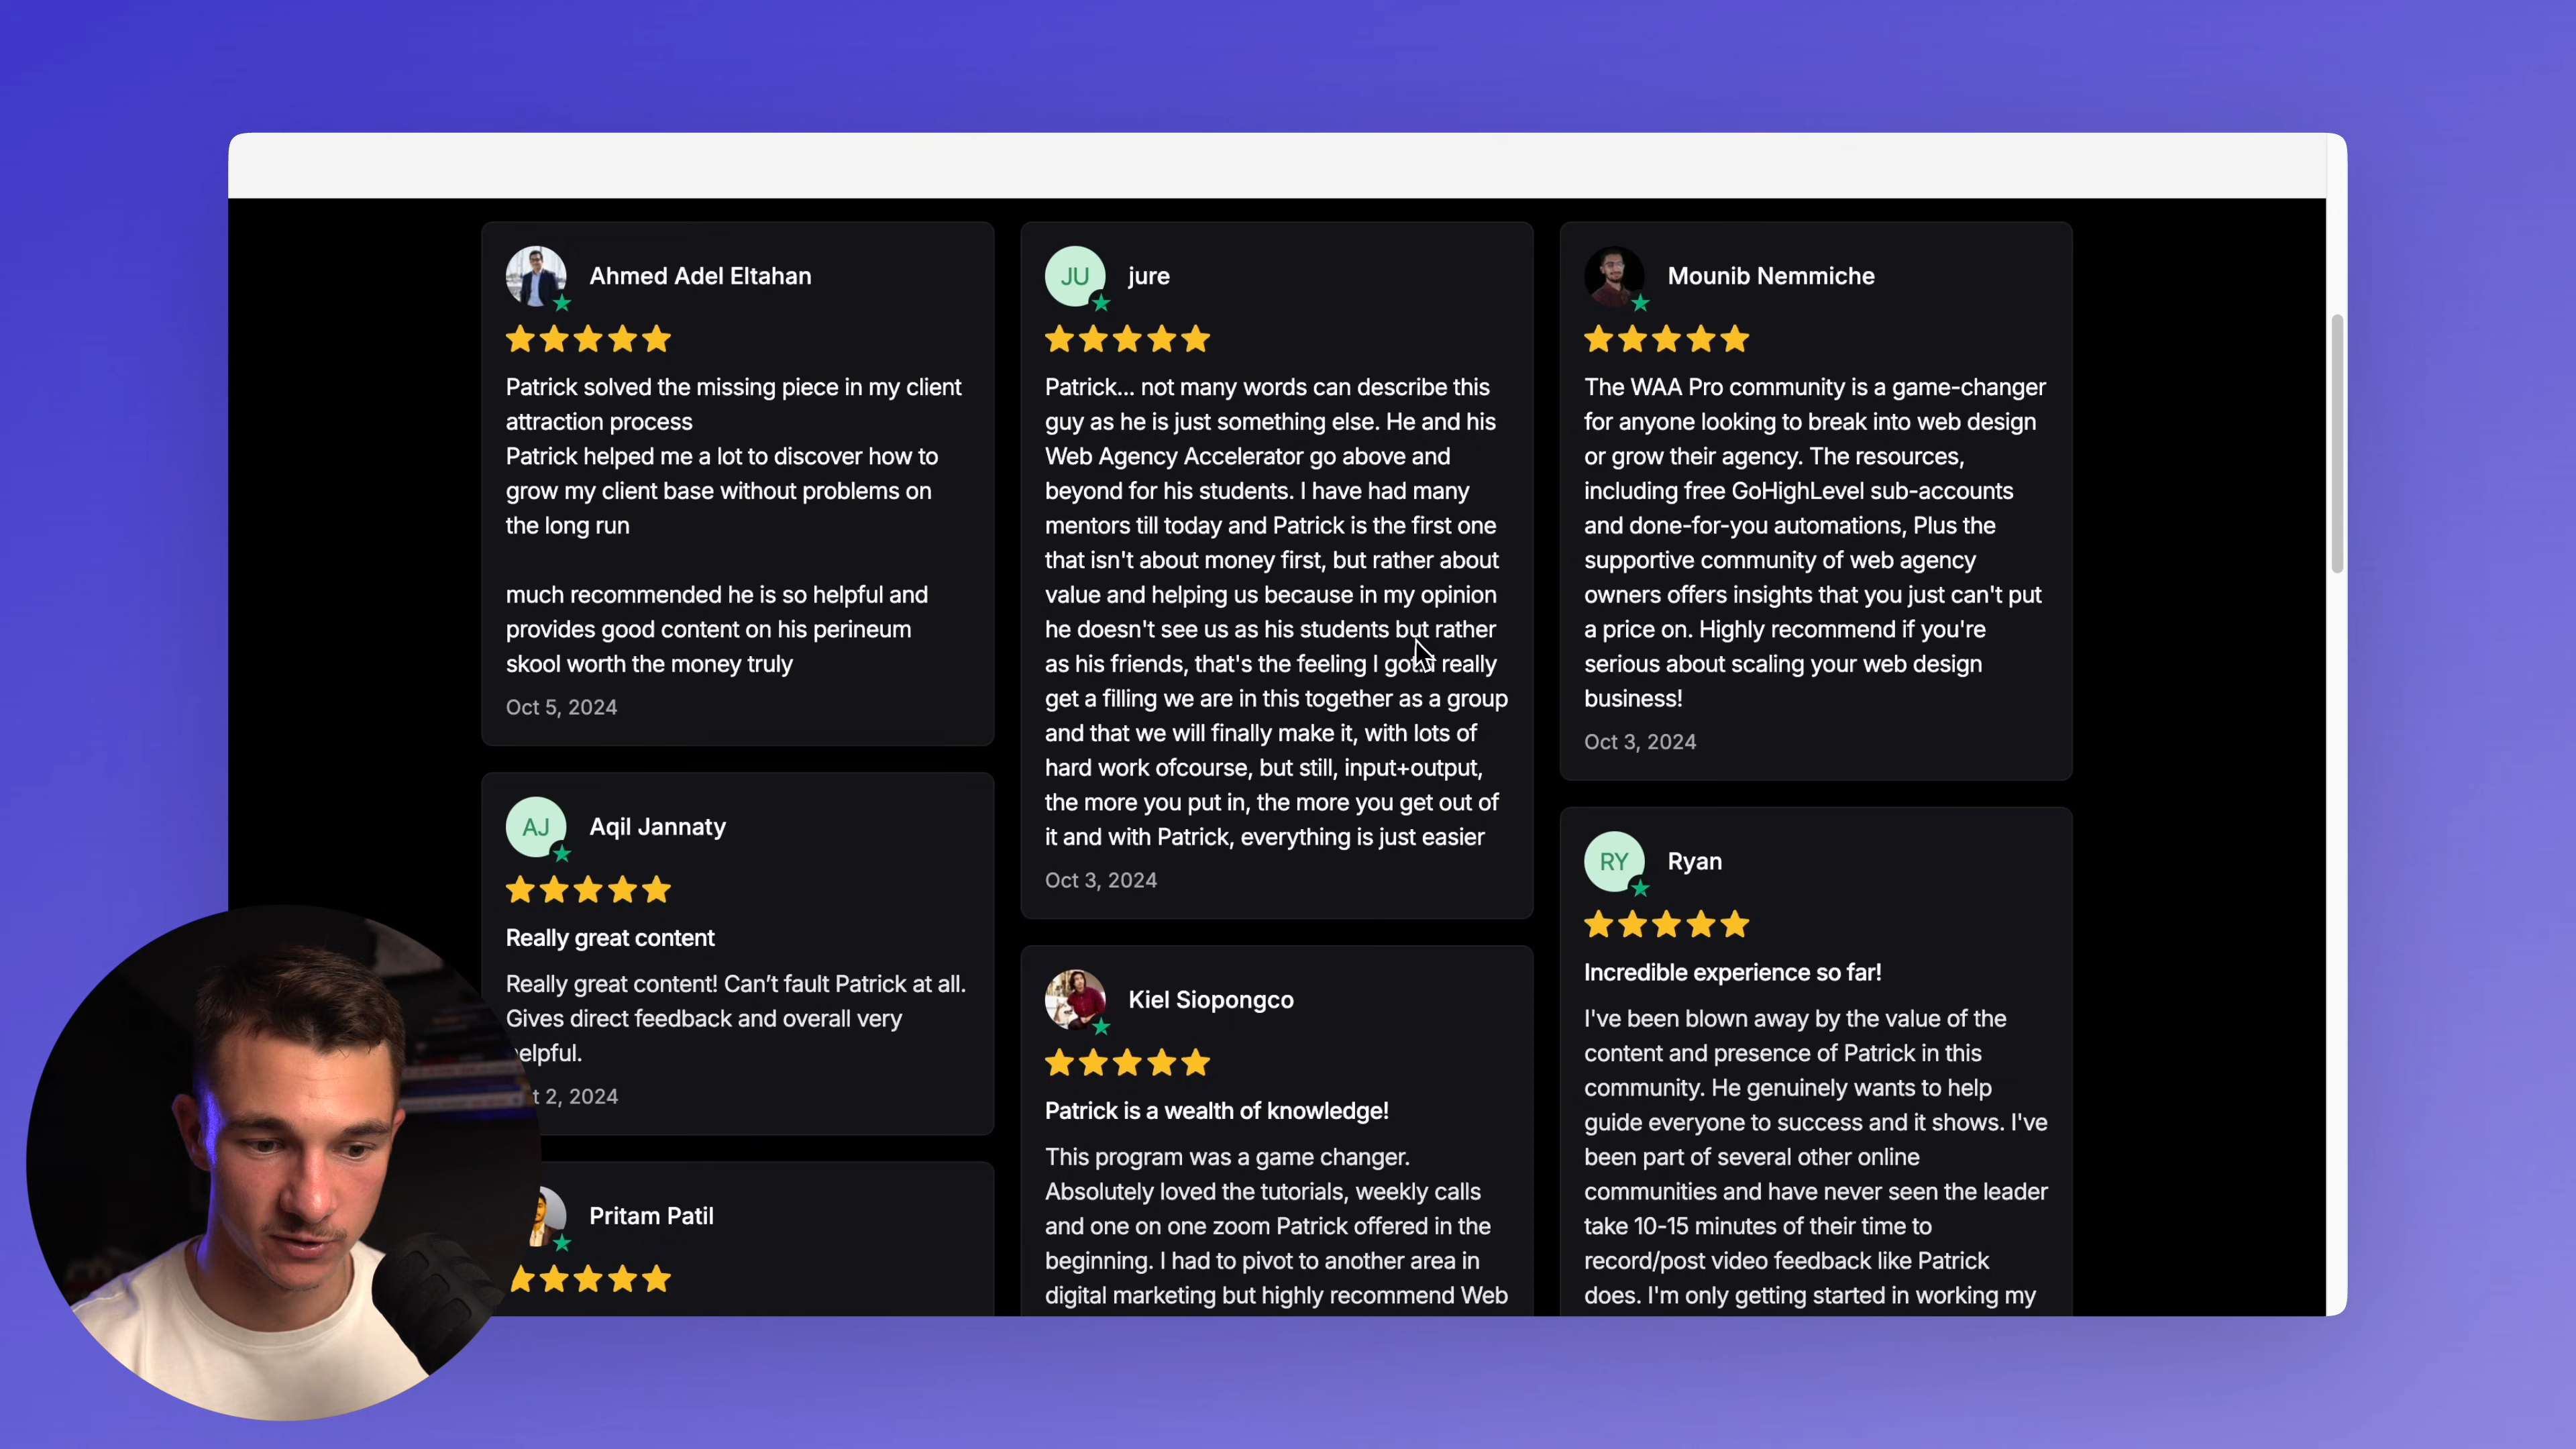 Ahmed Adel Eltahan
Patrick solved the missing piece in my client
attraction process
Patrick helped me a lot to discover how to
grow my client base without problems on
the long run
much recommended he is so helpful and
provides good content on his perineum
skool worth the money truly
Oct 5, 2024
AJ
Aqil Jannaty
Really great content
Really great content! Can’t fault Patrick at all.
Gives direct feedback and overall very
elpful.
t 2, 2024
Pritam Patil
JU
jure
Patrick... not many words can describe this
guy as he is just something else. He and his
Web Agency Accelerator go above and
beyond for his students. I have had many
mentors till today and Patrick is the first one
that isn't about money first, but rather about
value and helping us because in my opinion
he doesn't see us as his students but rather
as his friends, that's the feeling I got. I really
get a filling we are in this together as a group
and that we will finally make it, with lots of
hard work ofcourse, but still, input+output,
the more you put in, the more you get out of
it and with Patrick, everything is just easier
Oct 3, 2024
Kiel Siopongco
Patrick is a wealth of knowledge!
This program was a game changer.
Absolutely loved the tutorials, weekly calls
and one on one zoom Patrick offered in the
beginning. I had to pivot to another area in
digital marketing but highly recommend Web
Mounib Nemmiche
The WAA Pro community is a game-changer
for anyone looking to break into web design
or grow their agency. The resources,
including free GoHighLevel sub-accounts
and done-for-you automations, Plus the
supportive community of web agency
owners offers insights that you just can't put
a price on. Highly recommend if you're
serious about scaling your web design
business!
Oct 3, 2024
RY
Ryan
Incredible experience so far!
I've been blown away by the value of the
content and presence of Patrick in this
community. He genuinely wants to help
guide everyone to success and it shows. I've
been part of several other online
communities and have never seen the leader
take 10-15 minutes of their time to
record/post video feedback like Patrick
does. I'm only getting started in working my